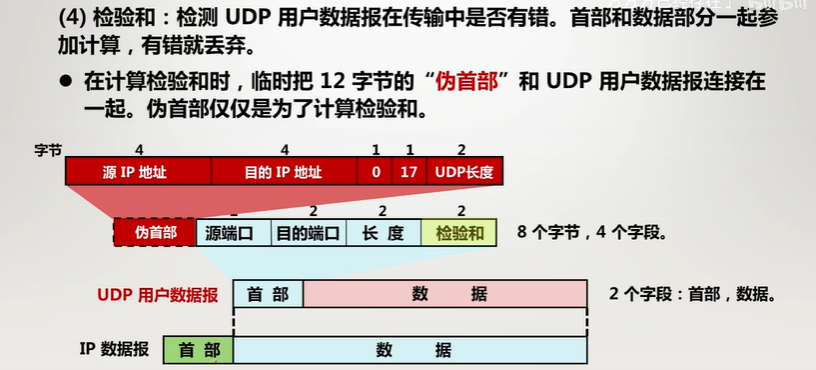 (4) 检验和：检测 UDP 用户数据报在传输中是否有错。首部和数据部分一起参
加计算，有错就丢弃。
● 在计算检验和时，临时把 12 字节的“伪首部”和 UDP 用户数据报连接在
一起。伪首部仅仅是为了计算检验和。
字节 4 4 1 1 2
源 IP 地址 目的 IP 地址 0 17 UDP长度
2 2 2
伪首部 源端口 目的端口 长 度 检验和 8 个字节，4 个字段。
UDP 用户数据报 首 部 数 据 2 个字段：首部，数据。
IP 数据报 首 部 数 据